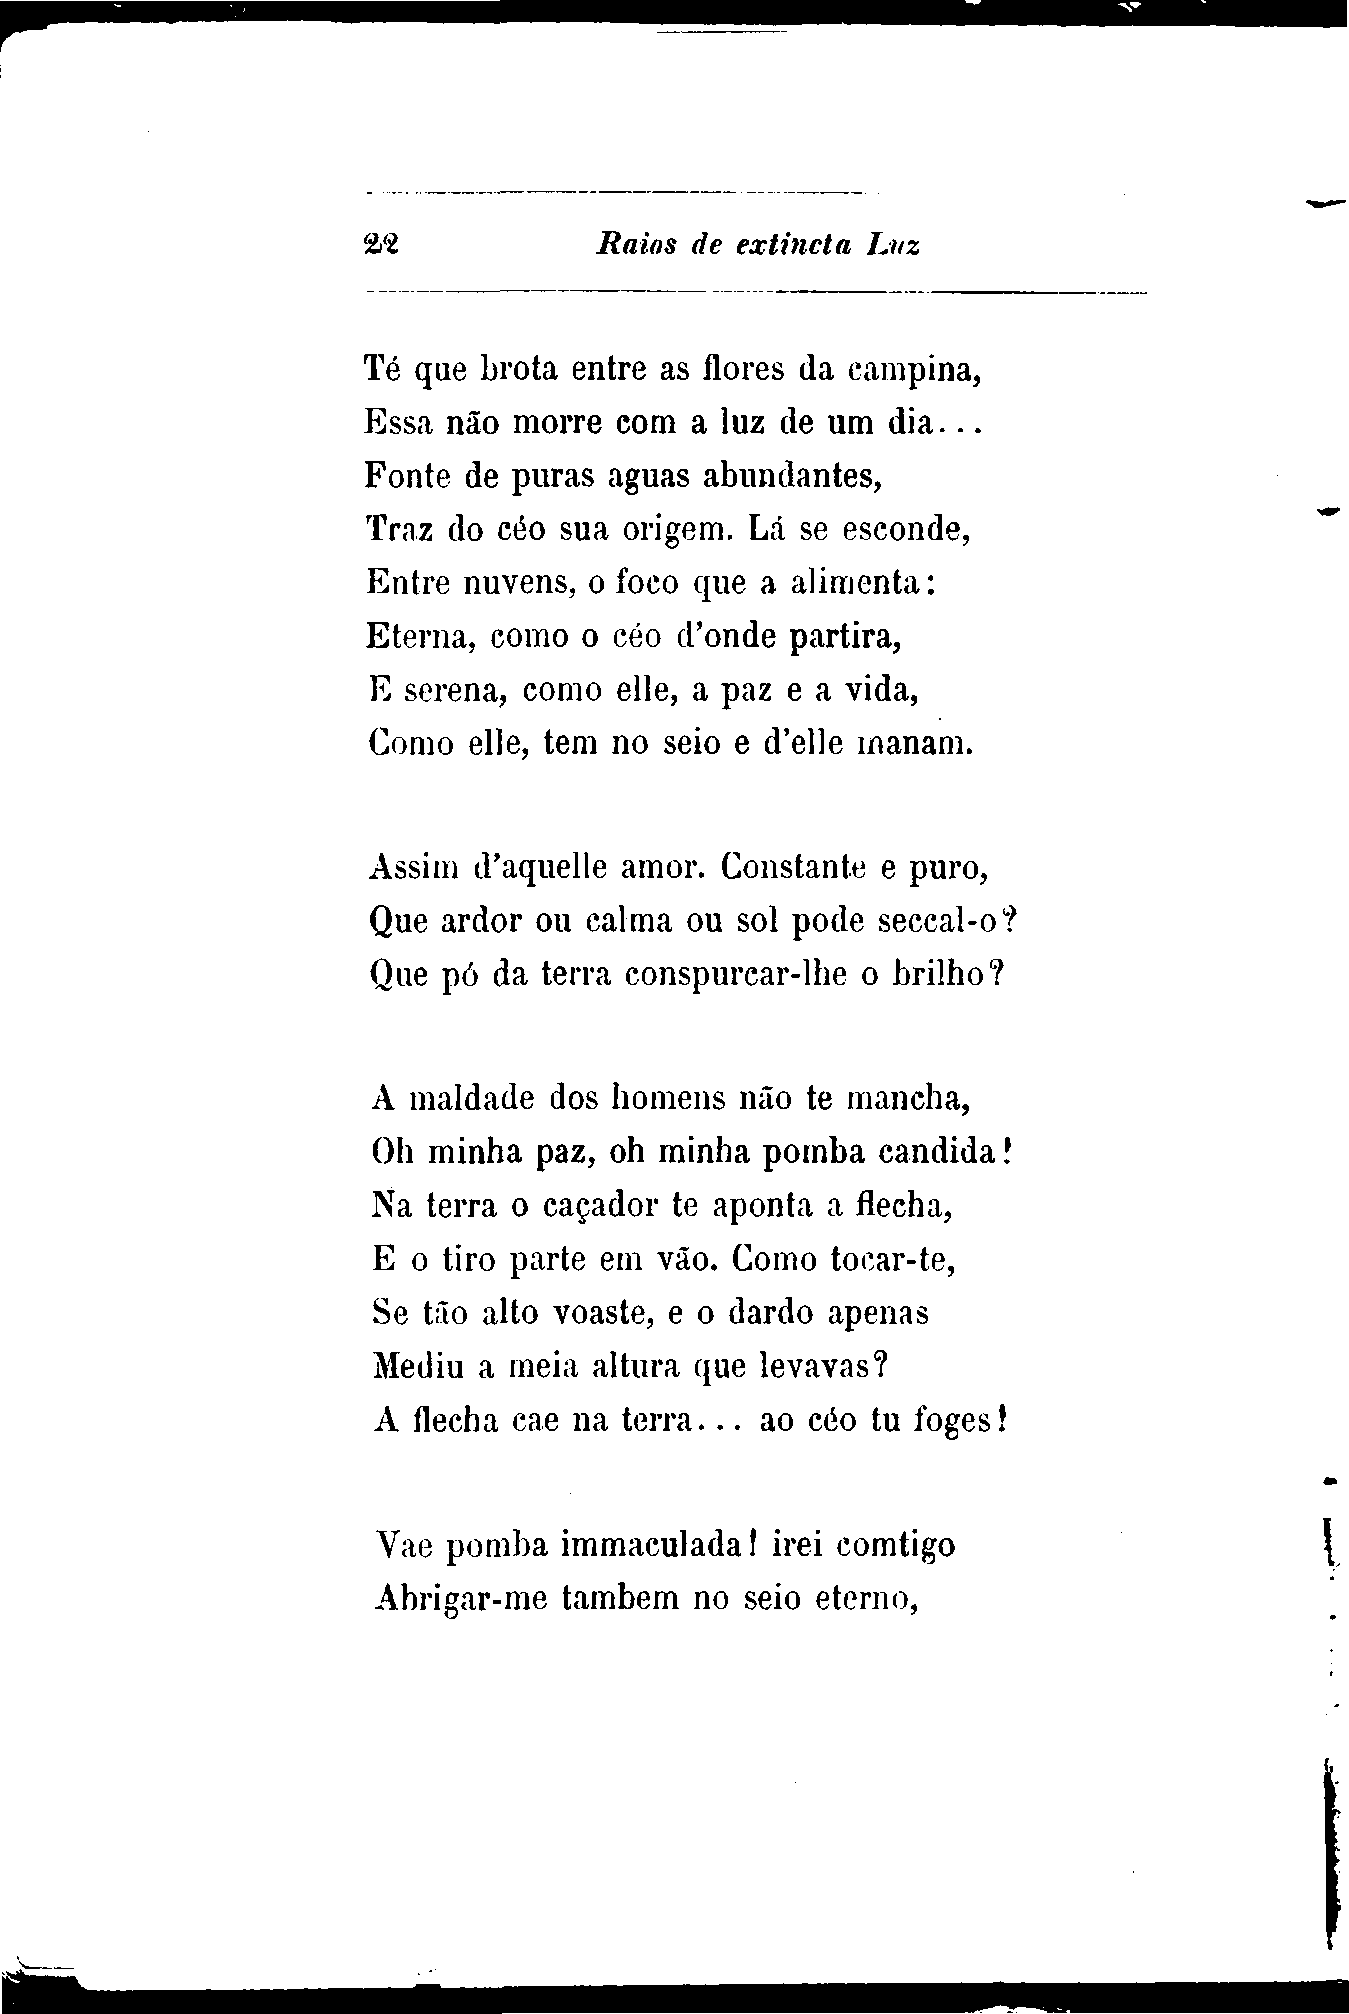 22 Raios de extincta Luz
Té que brota entre as flores da campina,
Essa não morre com a luz de um dia...
Fonte de puras aguas abundantes,
Traz do céo sua origem. Lá se esconde,
Entre nuvens, o foco que a alimenta:
Eterna, como o céo d'onde partira,
E serena, como elle, a paz e a vida,
Como elle, tem no seio e d'elle manam.
Assim d'aquelle amor. Constante e puro,
Que ardor ou calma ou sol pode seccal-o?
Que pó da terra conspurcar-lhe o brilho?
A maldade dos homens não te mancha,
Oh minha paz, oh minha pomba candida!
Na terra o caçador te aponta a flecha,
E o tiro parte em vão. Como tocar-te,
Se tão alto voaste, e o dardo apenas
Mediu a meia altura que levavas?
A flecha cae na terra... ao céo tu foges!
Vae pomba immaculada! irei comtigo
Abrigar-me tambem no seio eterno,